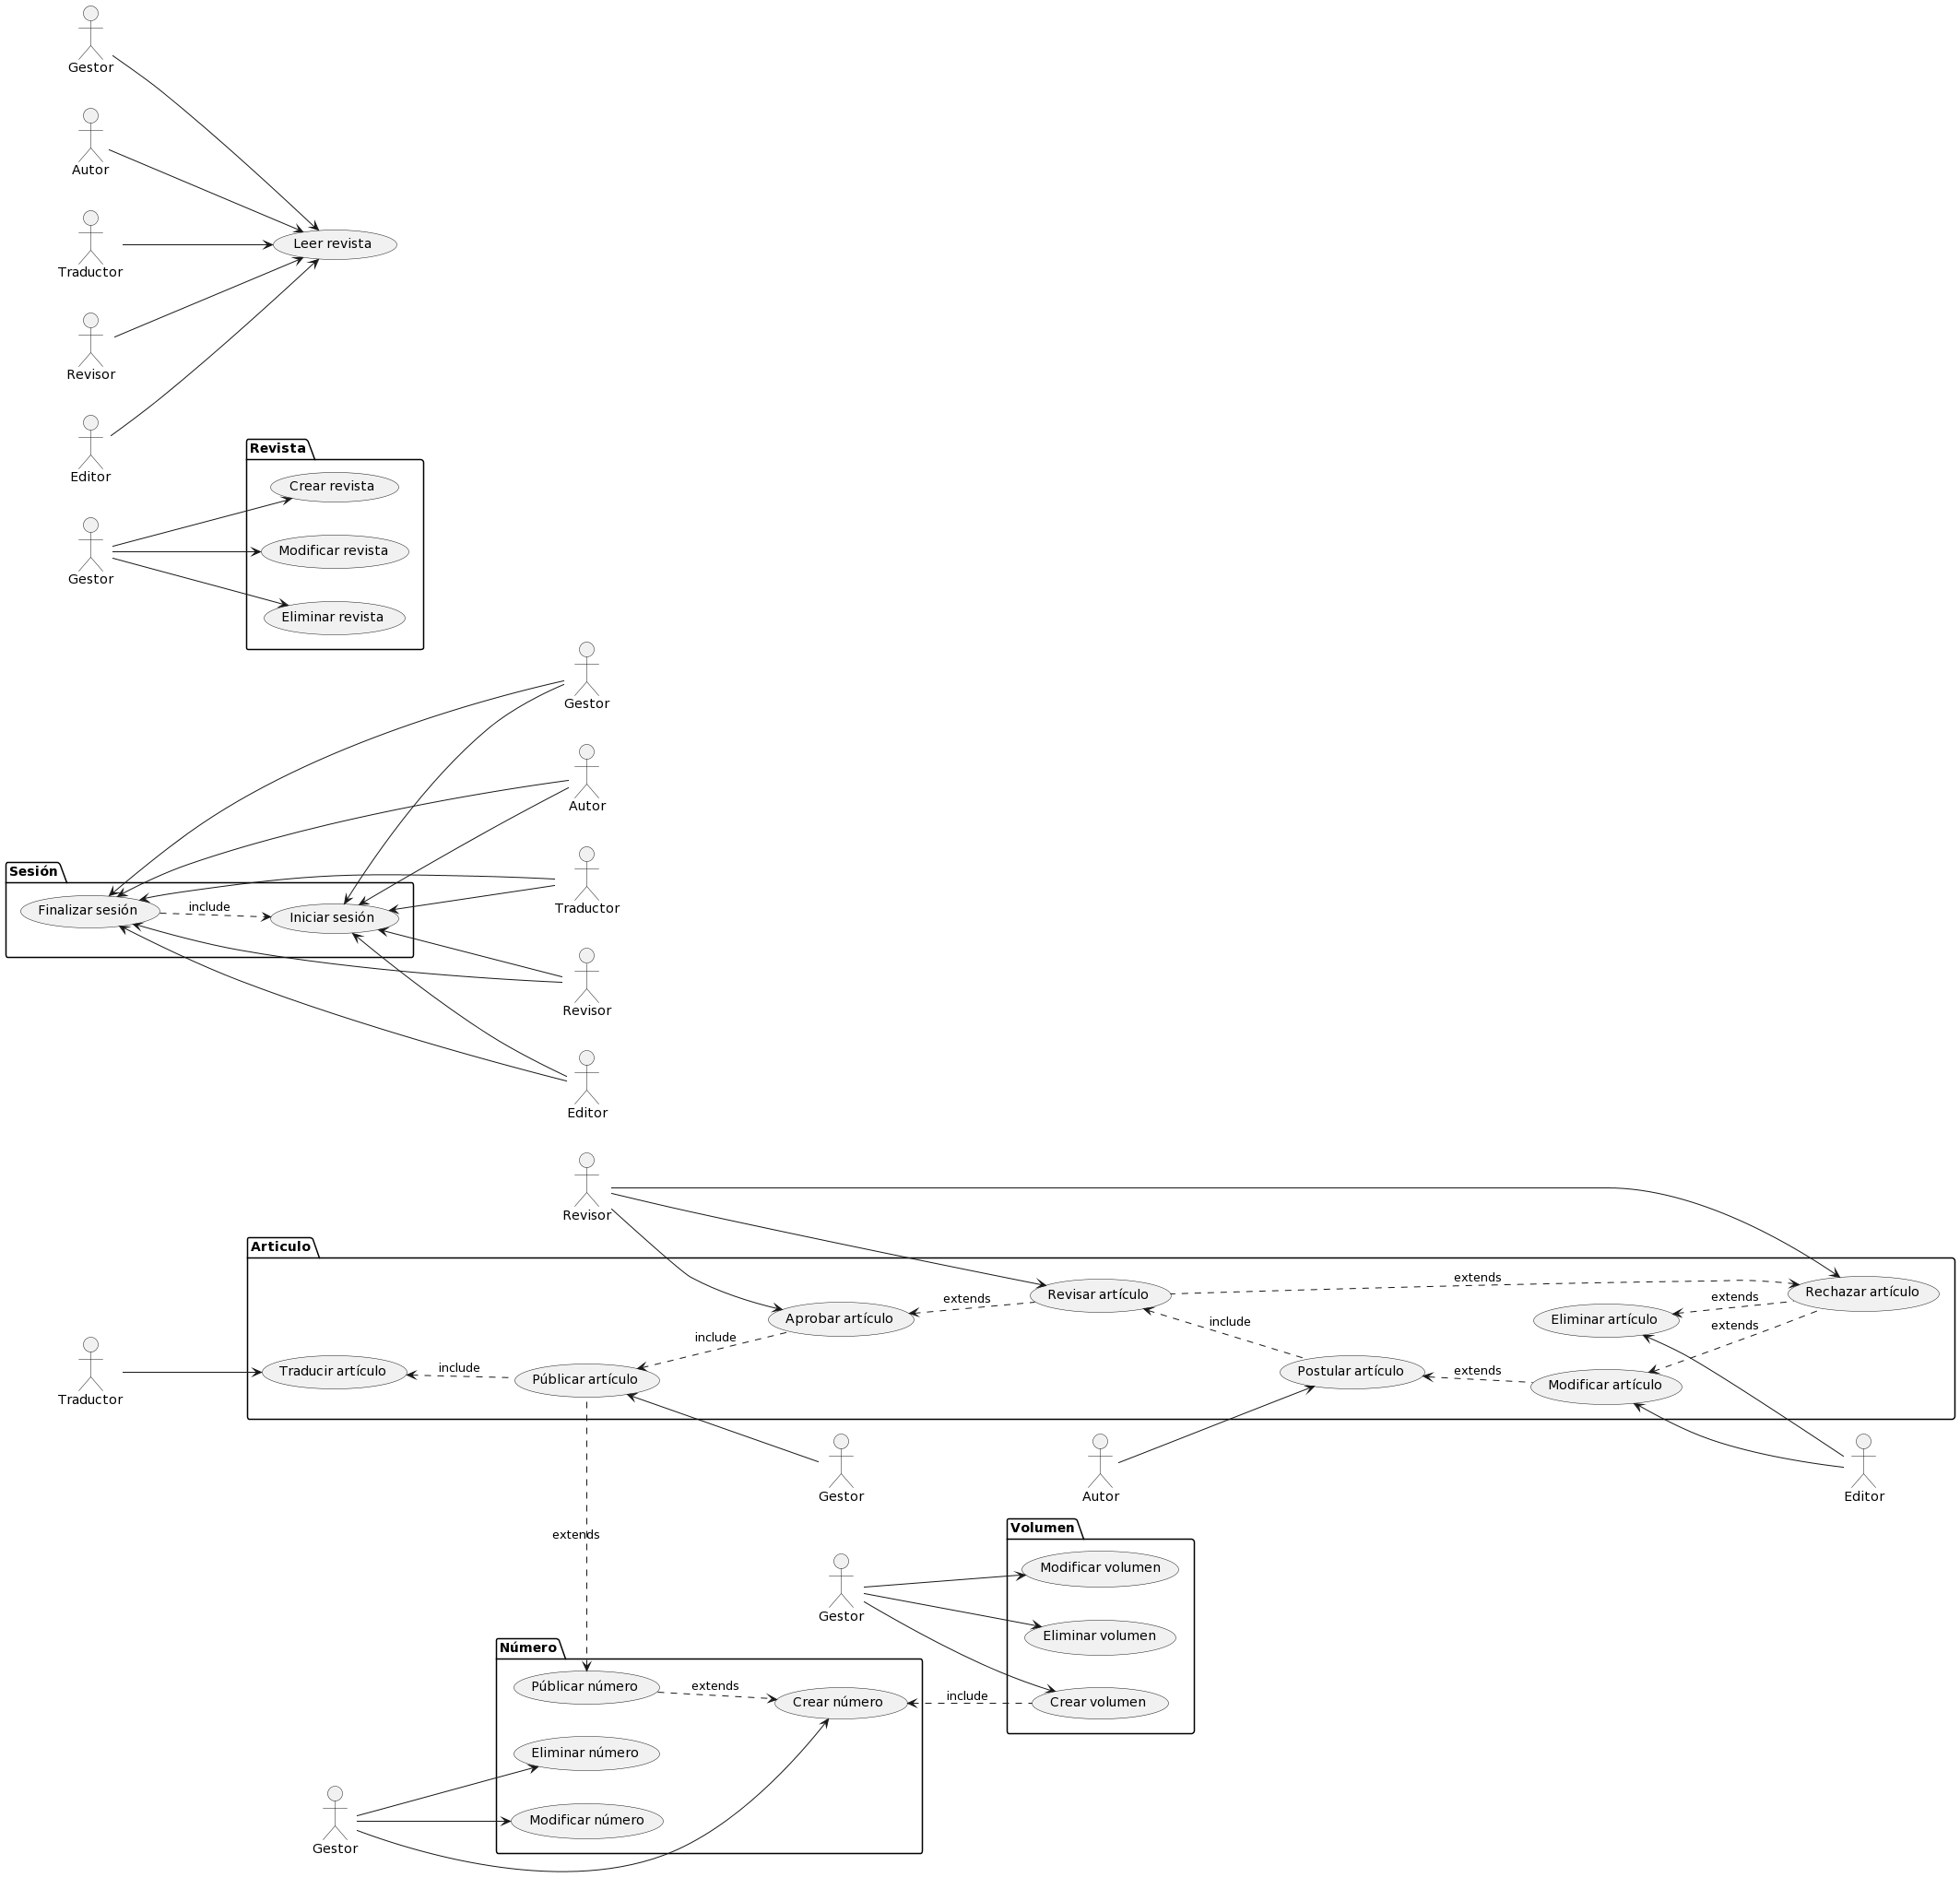 Gestor
Autor
Traductor
Leer revista
Revisor
Editor
Revista
Crear revista
Gestor
Modificar revista
Eliminar revista
Gestor
Autor
Sesión
Traductor
Finalizar sesión
include
Iniciar sesión
Revisor
Editor
Revisor
Articulo
extends
Revisar artículo
Rechazar artículo
extends
extends
Aprobar artículo
include
Eliminar artículo
extends
include
Traducir artículo
include
Públicar artículo
Postular artículo
extends
Modificar artículo
Traductor
Gestor
Autor
Editor
extends
Volumen
Modificar volumen
Gestor
Eliminar volumen
Número
Públicar número
extends
Crear número
include
Crear volumen
Eliminar número
Modificar número
Gestor